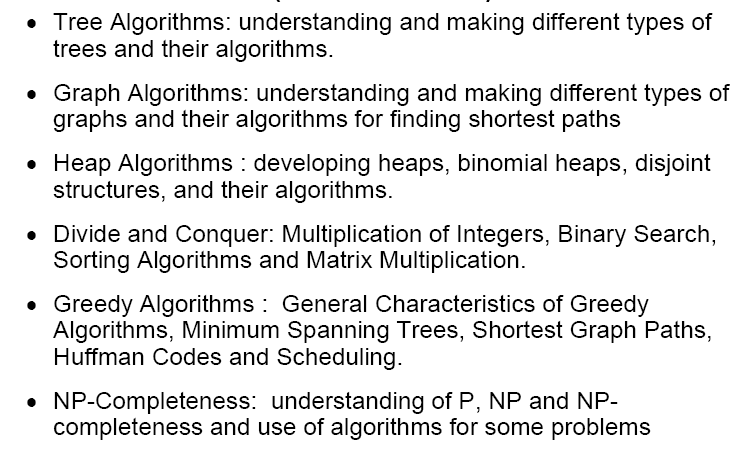 • Tree Algorithms: understanding and making different types of
trees and their algorithms.
• Graph Algorithms: understanding and making different types of
graphs and their algorithms for finding shortest paths
• Heap Algorithms : developing heaps, binomial heaps, disjoint
structures, and their algorithms.
• Divide and Conquer: Multiplication of Integers, Binary Search,
Sorting Algorithms and Matrix Multiplication.
• Greedy Algorithms :  General Characteristics of Greedy
Algorithms, Minimum Spanning Trees, Shortest Graph Paths,
Huffman Codes and Scheduling.
• NP-Completeness:  understanding of P, NP and NP-
completeness and use of algorithms for some problems